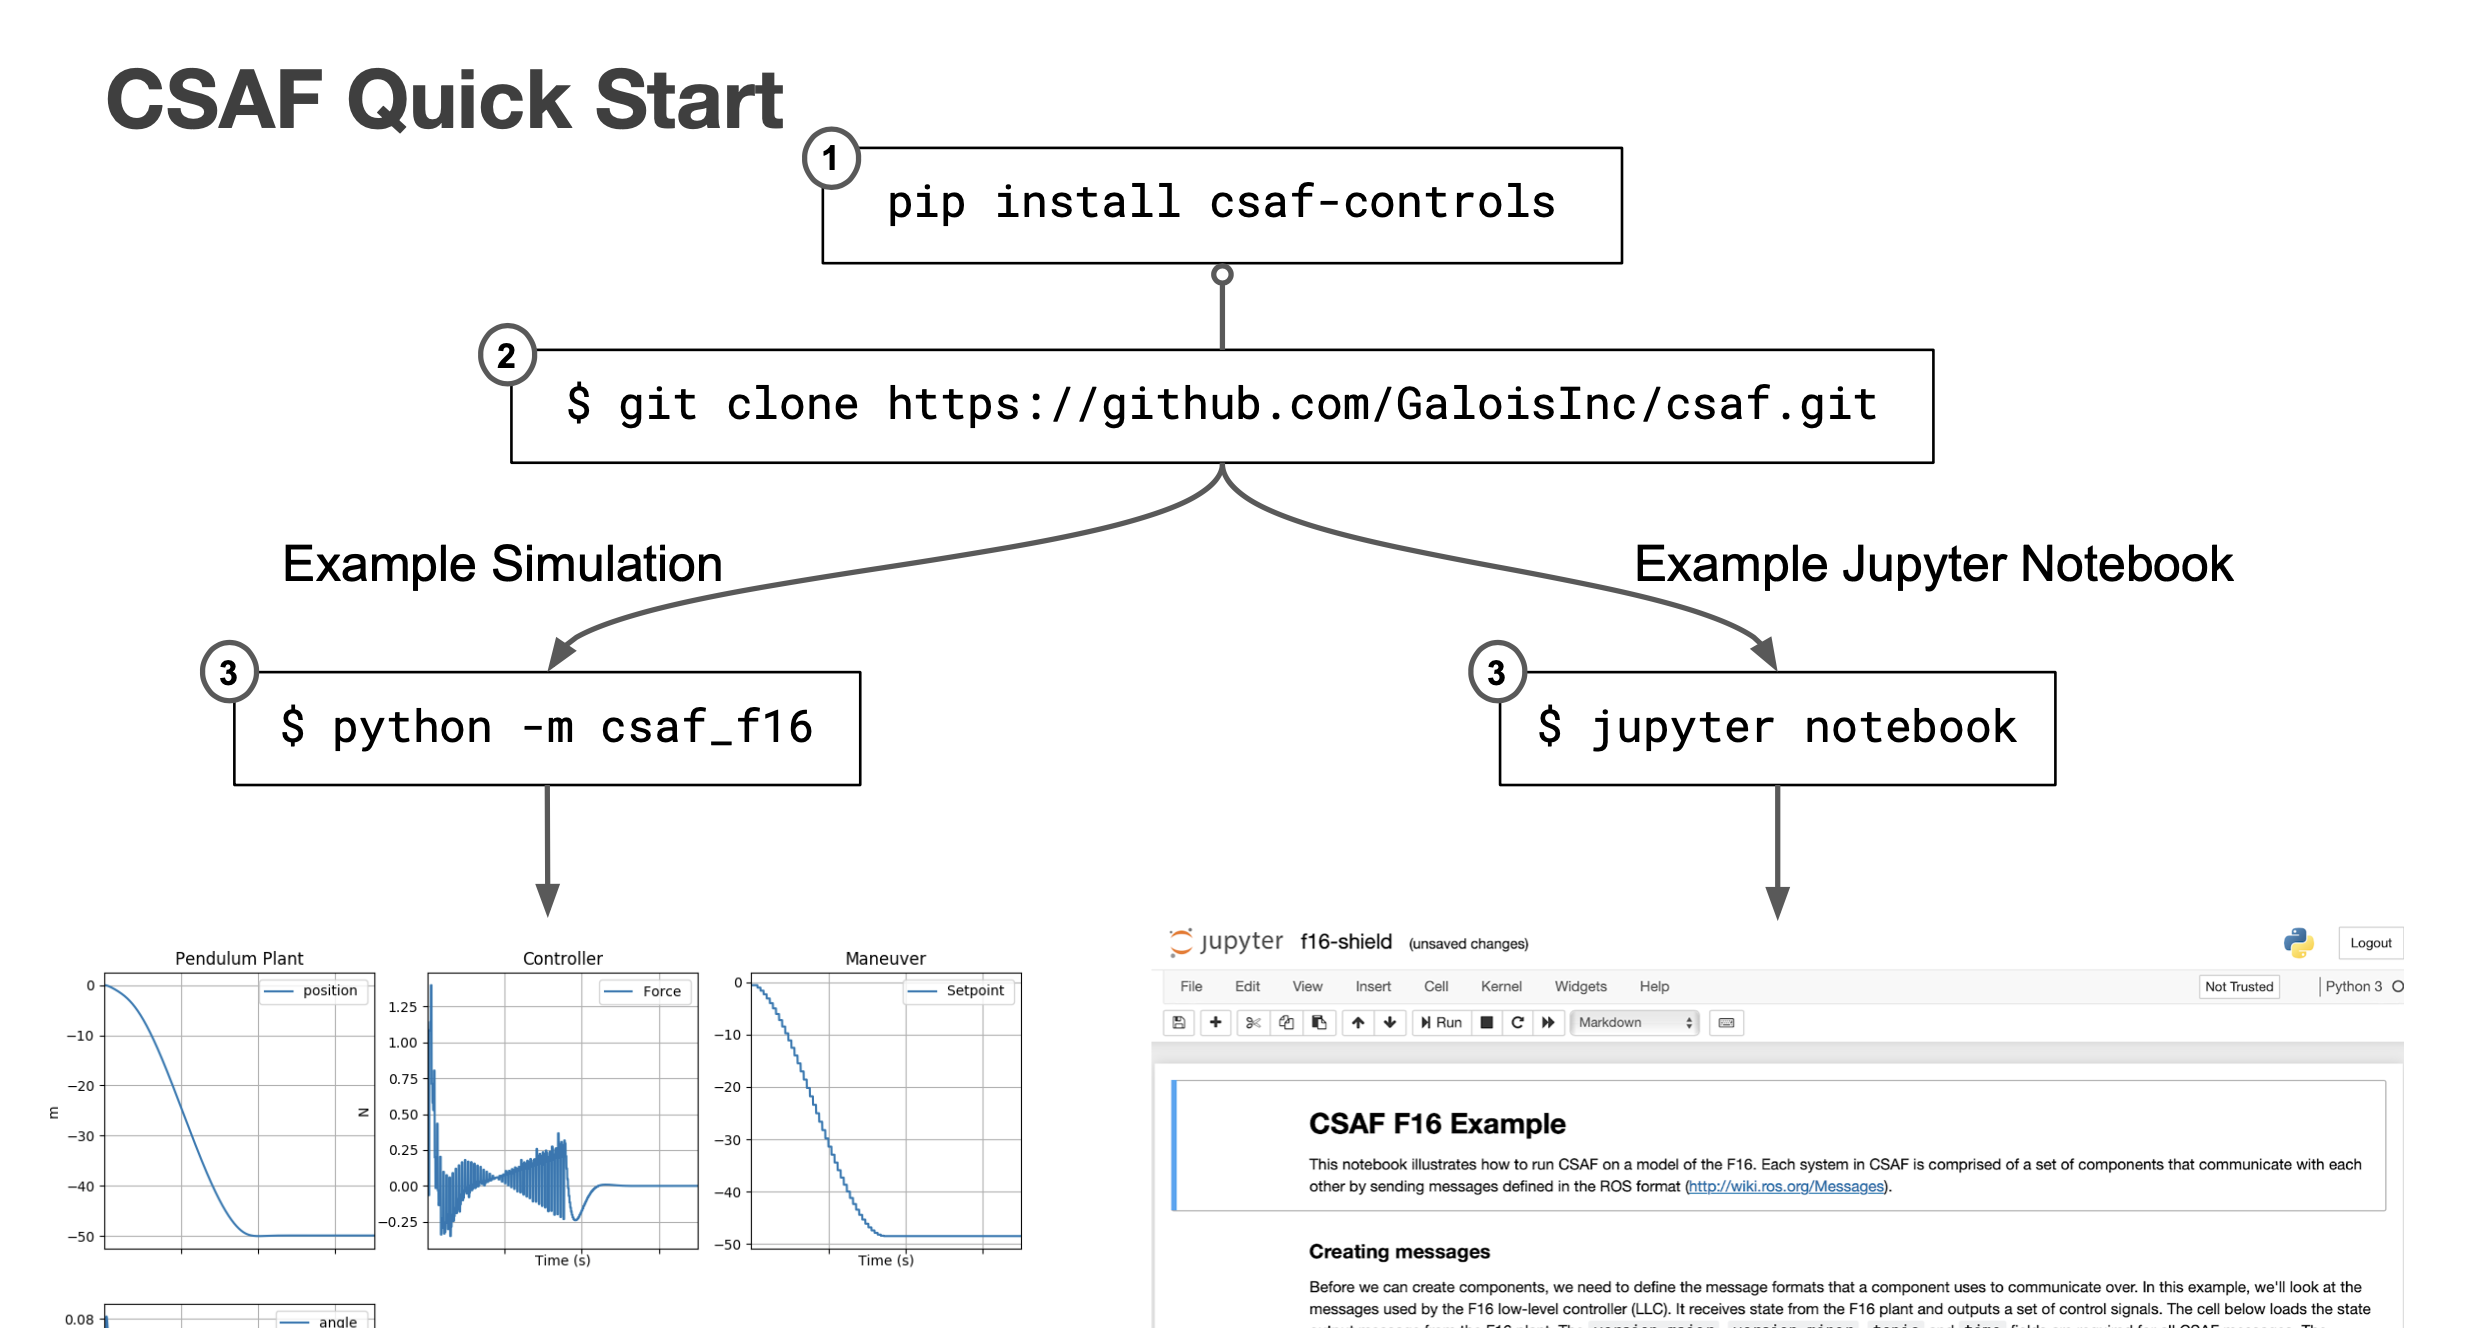 CSAF Quick Start
1
pip install csaf-controls
2
$ git clone https://github.com/GaloisInc/csaf.git
Example Simulation
Example Jupyter Notebook
3
$ python -m csaf_f16
3
$ jupyter notebook
Pendulum Plant
position
0
−10
−20
−30
−40
−50
m
Controller
Force
1.25
1.00
0.75
0.50
0.25
0.00
−0.25
N
Time (s)
Maneuver
Setpoint
0
−10
−20
−30
−40
−50
Time (s)
0.08
angle
jupyter f16-shield (unsaved changes)
Logout
File Edit View Insert Cell Kernel Widgets Help
Not Trusted
Python 3
Run
Markdown
CSAF F16 Example
This notebook illustrates how to run CSAF on a model of the F16. Each system in CSAF is comprised of a set of components that communicate with each
other by sending messages defined in the ROS format (http://wiki.ros.org/Messages).
Creating messages
Before we can create components, we need to define the message formats that a component uses to communicate over. In this example, we'll look at the
messages used by the F16 low-level controller (LLC). It receives state from the F16 plant and outputs a set of control signals. The cell below loads the state